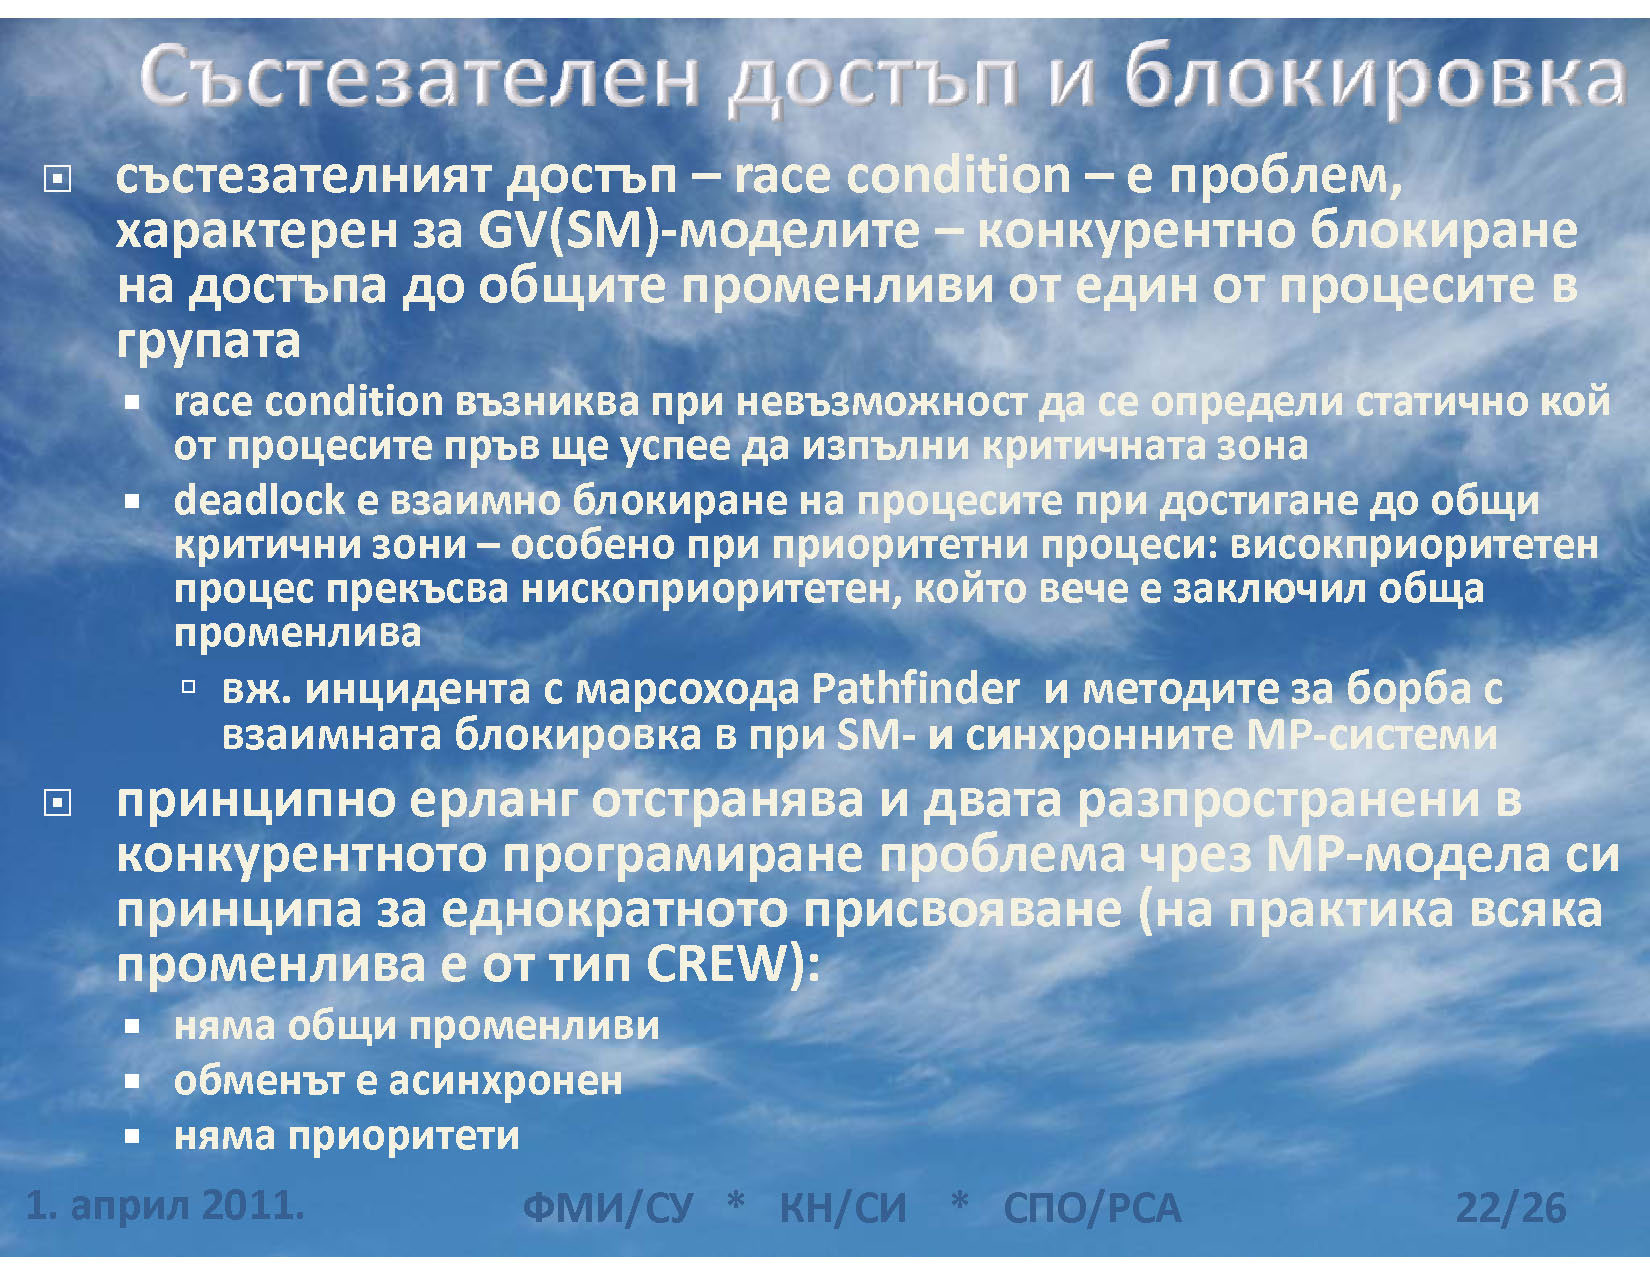 Състезателен достъп и блокировка
състезателният достъп – race condition – е проблем,
характерен за GV(SM)-моделите – конкурентно блокиране
на достъпа до общите променливи от един от процесите в
групата
race condition възниква при невъзможност да се определи статично кой
от процесите пръв ще успее да изпълни критичната зона
deadlock е взаимно блокиране на процесите при достигане до общи
критични зони – особено при приоритетни процеси: високприоритетен
процес прекъсва нископриоритетен, който вече е заключил обща
променлива
вж. инцидента с марсохода Pathfinder и методите за борба с
взаимната блокировка в при SM- и синхронните MP-системи
принципно ерланг отстранява и двата разпространени в
конкурентното програмиране проблема чрез MP-модела си
принципа за еднократното присвояване (на практика всяка
променлива е от тип CREW):
няма общи променливи
обменът е асинхронен
няма приоритети
1. април 2011. ФМИ/СУ * КН/СИ * СПО/РСА 22/26